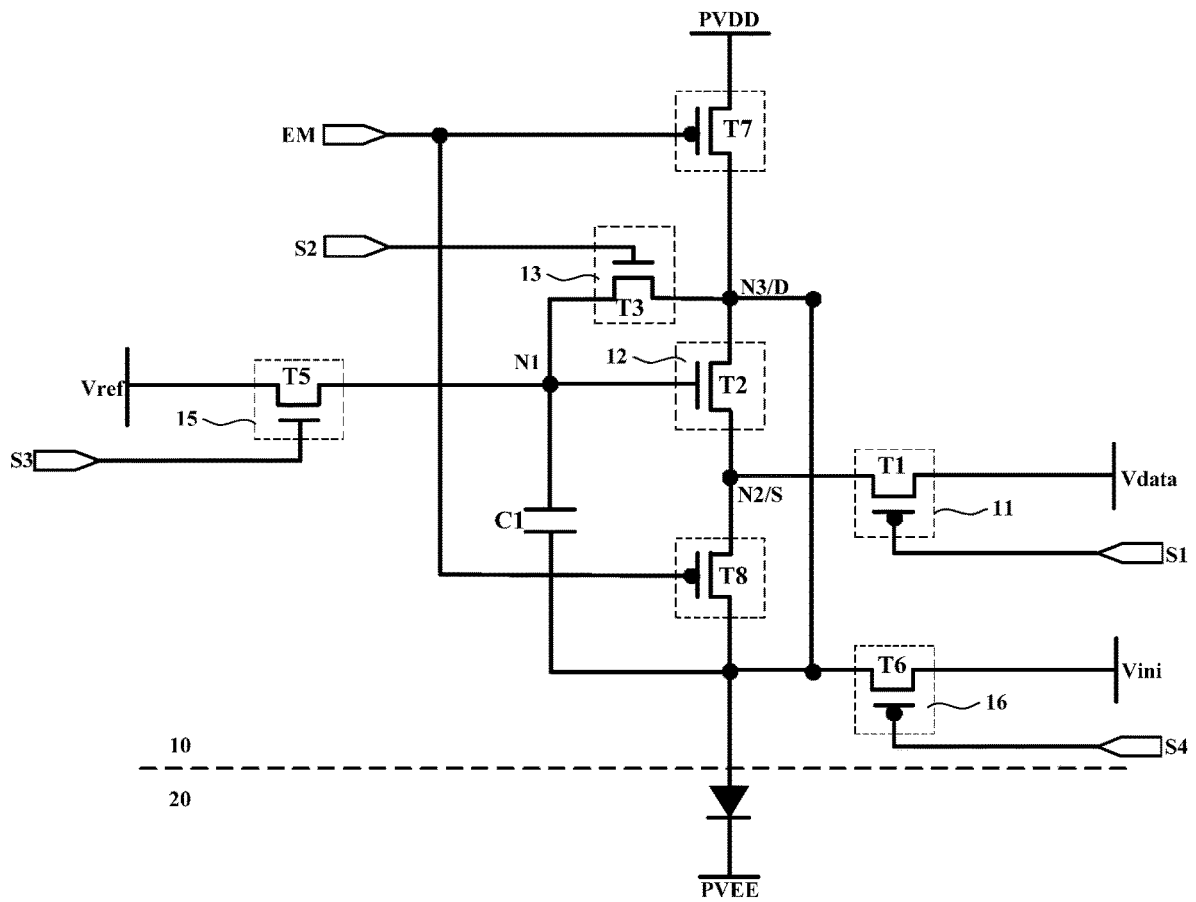 PVDD
T7
EM
S2
13
T3
N3/D
N1
12
T2
Vref
T5
15
S3
N2/S
T1
Vdata
11
C1
S1
T8
T6
Vini
16
S4
10
20
PVEE